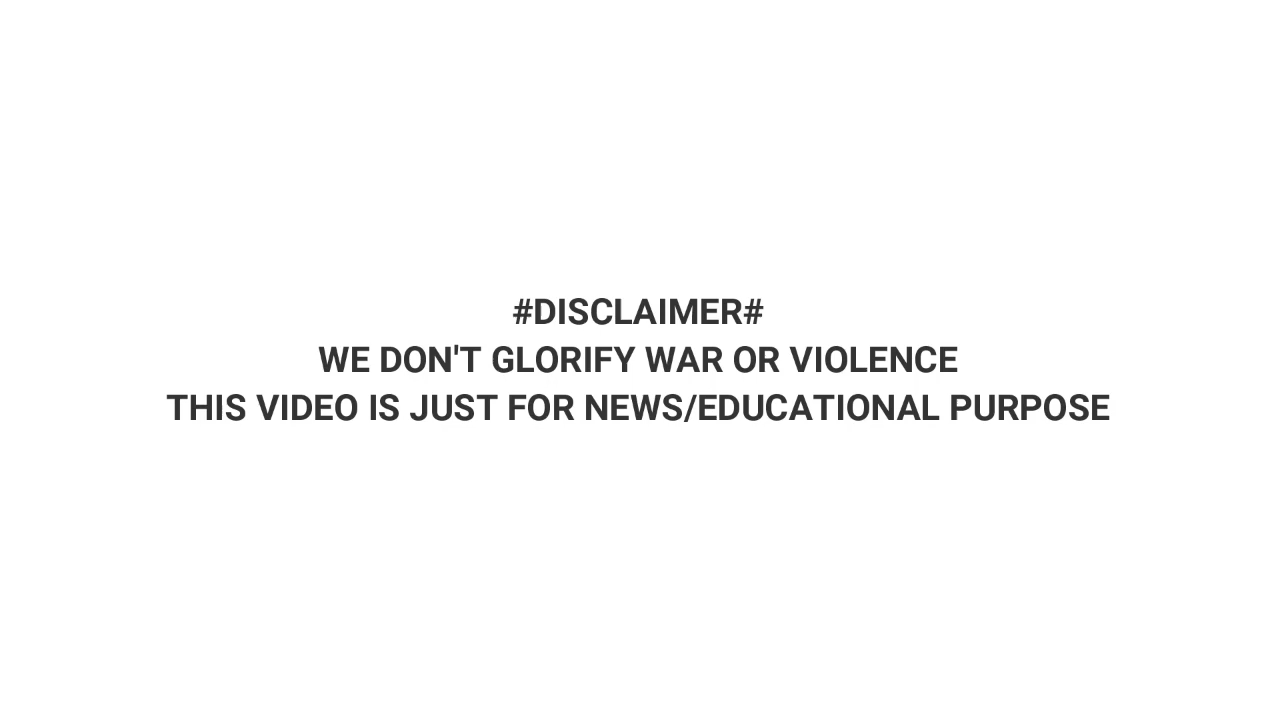 #DISCLAIMER#
WE DON'T GLORIFY WAR OR VIOLENCE
THIS VIDEO IS JUST FOR NEWS/EDUCATIONAL PURPOSE